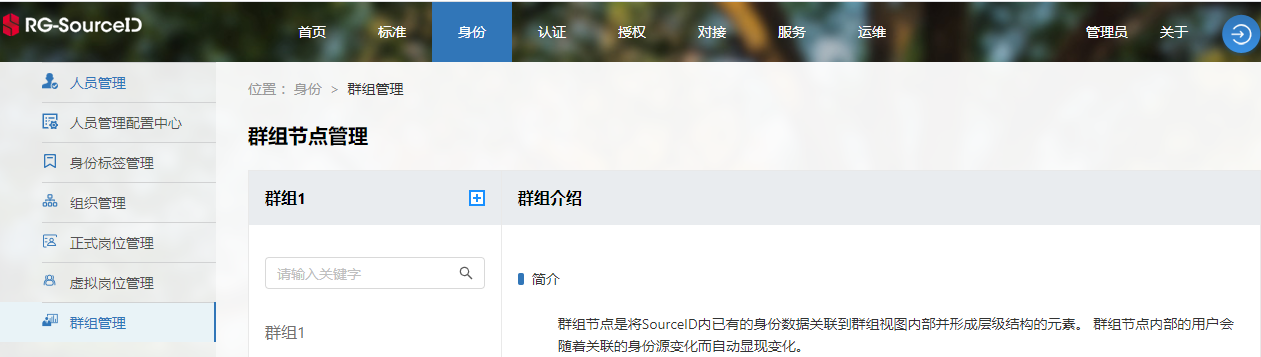 RG-SourceID
首页 标准 身份 认证 授权 对接 服务 运维 管理员 关于
人员管理
人员管理配置中心
身份标签管理
组织管理
正式岗位管理
虚拟岗位管理
群组管理
位置： 身份 > 群组管理
群组节点管理
群组1
请输入关键字
群组1
群组介绍
简介
群组节点是将SourceID内已有的身份数据关联到群组视图内部并形成层级结构的元素。 群组节点内部的用户会
随着关联的身份源变化而自动显现变化。